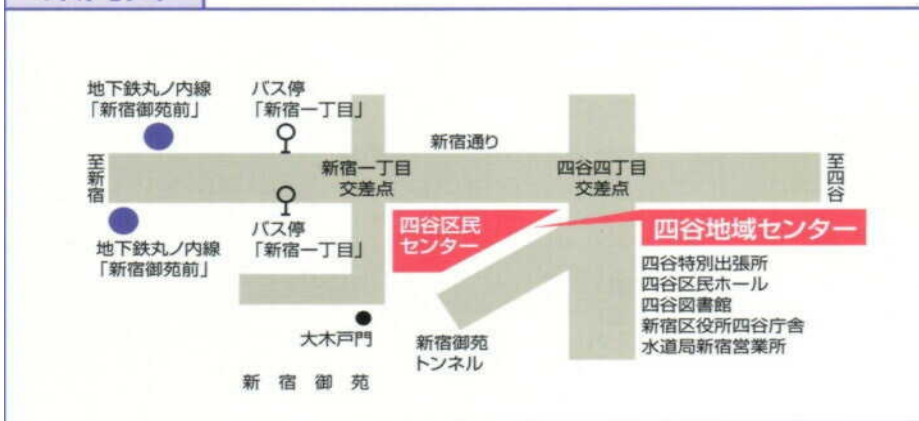 地下鉄丸ノ内線
「新宿御苑前」
バス停
「新宿一丁目」
新宿通り
至新宿
新宿一丁目
交差点
四谷四丁目
交差点
至四谷
地下鉄丸ノ内線
「新宿御苑前」
バス停
「新宿一丁目」
四谷区民
センター
四谷地域センター
四谷特別出張所
四谷区民ホール
四谷図書館
新宿区役所四谷庁舎
水道局新宿営業所
大木戸門
新宿御苑
トンネル
新宿御苑